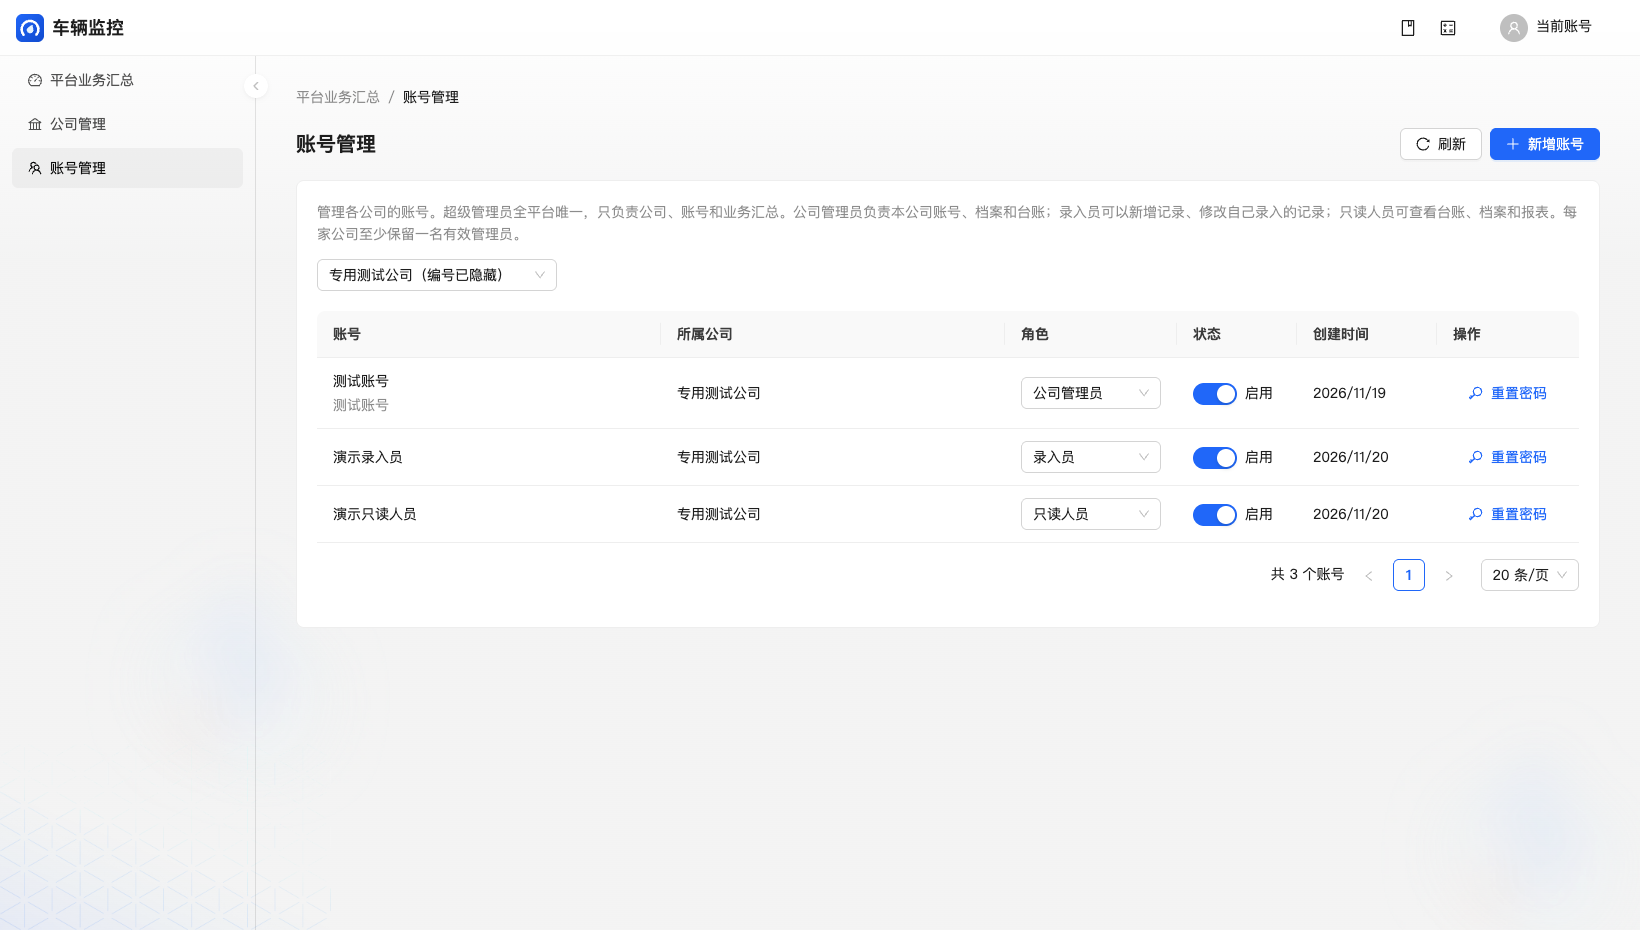 车辆监控
当前账号
平台业务汇总
公司管理
账号管理
平台业务汇总 / 账号管理
账号管理
刷新
新增账号
管理各公司的账号。超级管理员全平台唯一，只负责公司、账号和业务汇总。公司管理员负责本公司账号、档案和台账；录入员可以新增记录、修改自己录入的记录；只读人员可查看台账、档案和报表。每
家公司至少保留一名有效管理员。
专用测试公司（编号已隐藏）
账号 所属公司 角色 状态 创建时间 操作
测试账号
测试账号
专用测试公司 公司管理员 启用 2026/11/19 重置密码
演示录入员 专用测试公司 录入员 启用 2026/11/20 重置密码
演示只读人员 专用测试公司 只读人员 启用 2026/11/20 重置密码
共 3 个账号 1 20 条/页